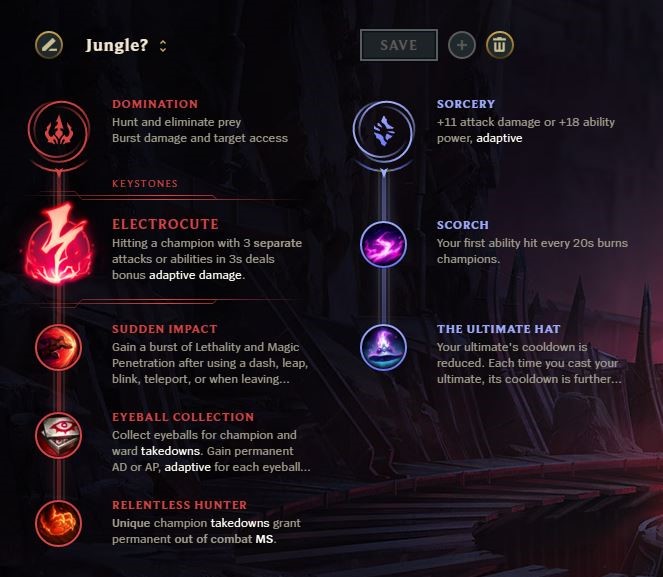 Jungle?
SAVE
DOMINATION
Hunt and eliminate prey
Burst damage and target access
KEYSTONES
ELECTROCUTE
Hitting a champion with 3 separate
attacks or abilities in 3s deals
bonus adaptive damage.
SUDDEN IMPACT
Gain a burst of Lethality and Magic
Penetration after using a dash, leap,
blink, teleport, or when leaving...
EYEBALL COLLECTION
Collect eyeballs for champion and
ward takedowns. Gain permanent
AD or AP, adaptive for each eyeball...
RELENTLESS HUNTER
Unique champion takedowns grant
permanent out of combat MS.
SORCERY
+11 attack damage or +18 ability
power, adaptive
SCORCH
Your first ability hit every 20s burns
champions.
THE ULTIMATE HAT
Your ultimate's cooldown is
reduced. Each time you cast your
ultimate, its cooldown is further...